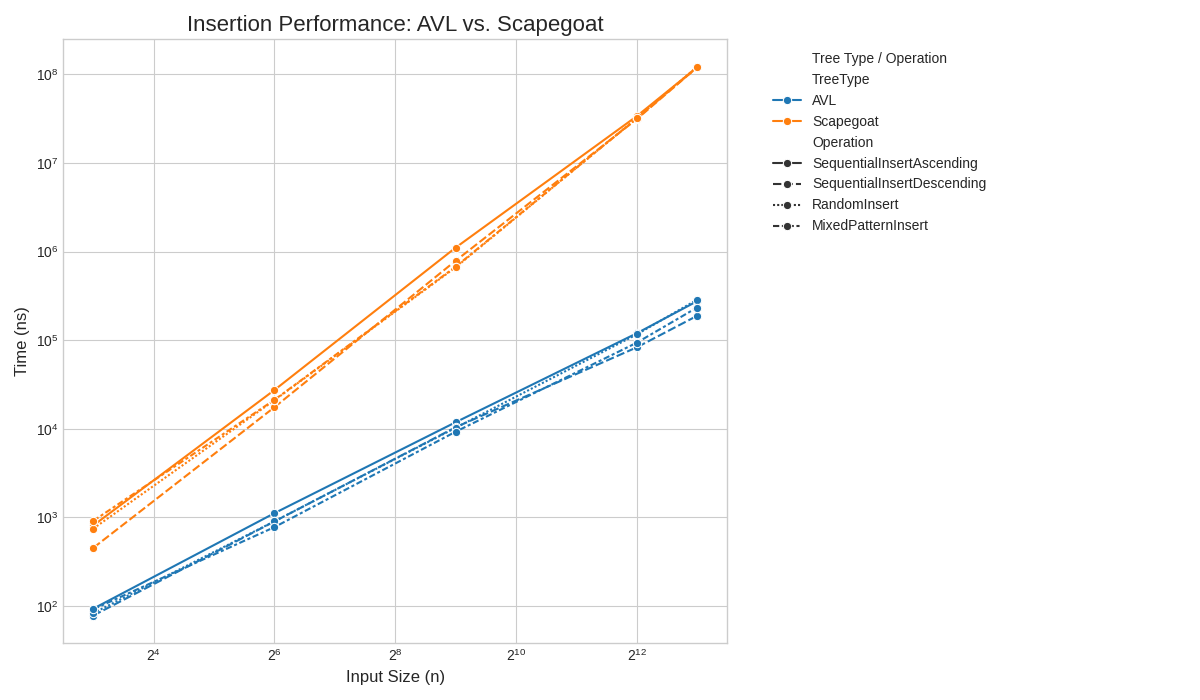 Insertion Performance: AVL vs. Scapegoat
Time (ns)
10⁸
10⁷
10⁶
10⁵
10⁴
10³
10²
2⁴ 2⁶ 2⁸ 2¹⁰ 2¹²
Input Size (n)
Tree Type / Operation
TreeType
AVL
Scapegoat
Operation
SequentialInsertAscending
SequentialInsertDescending
RandomInsert
MixedPatternInsert